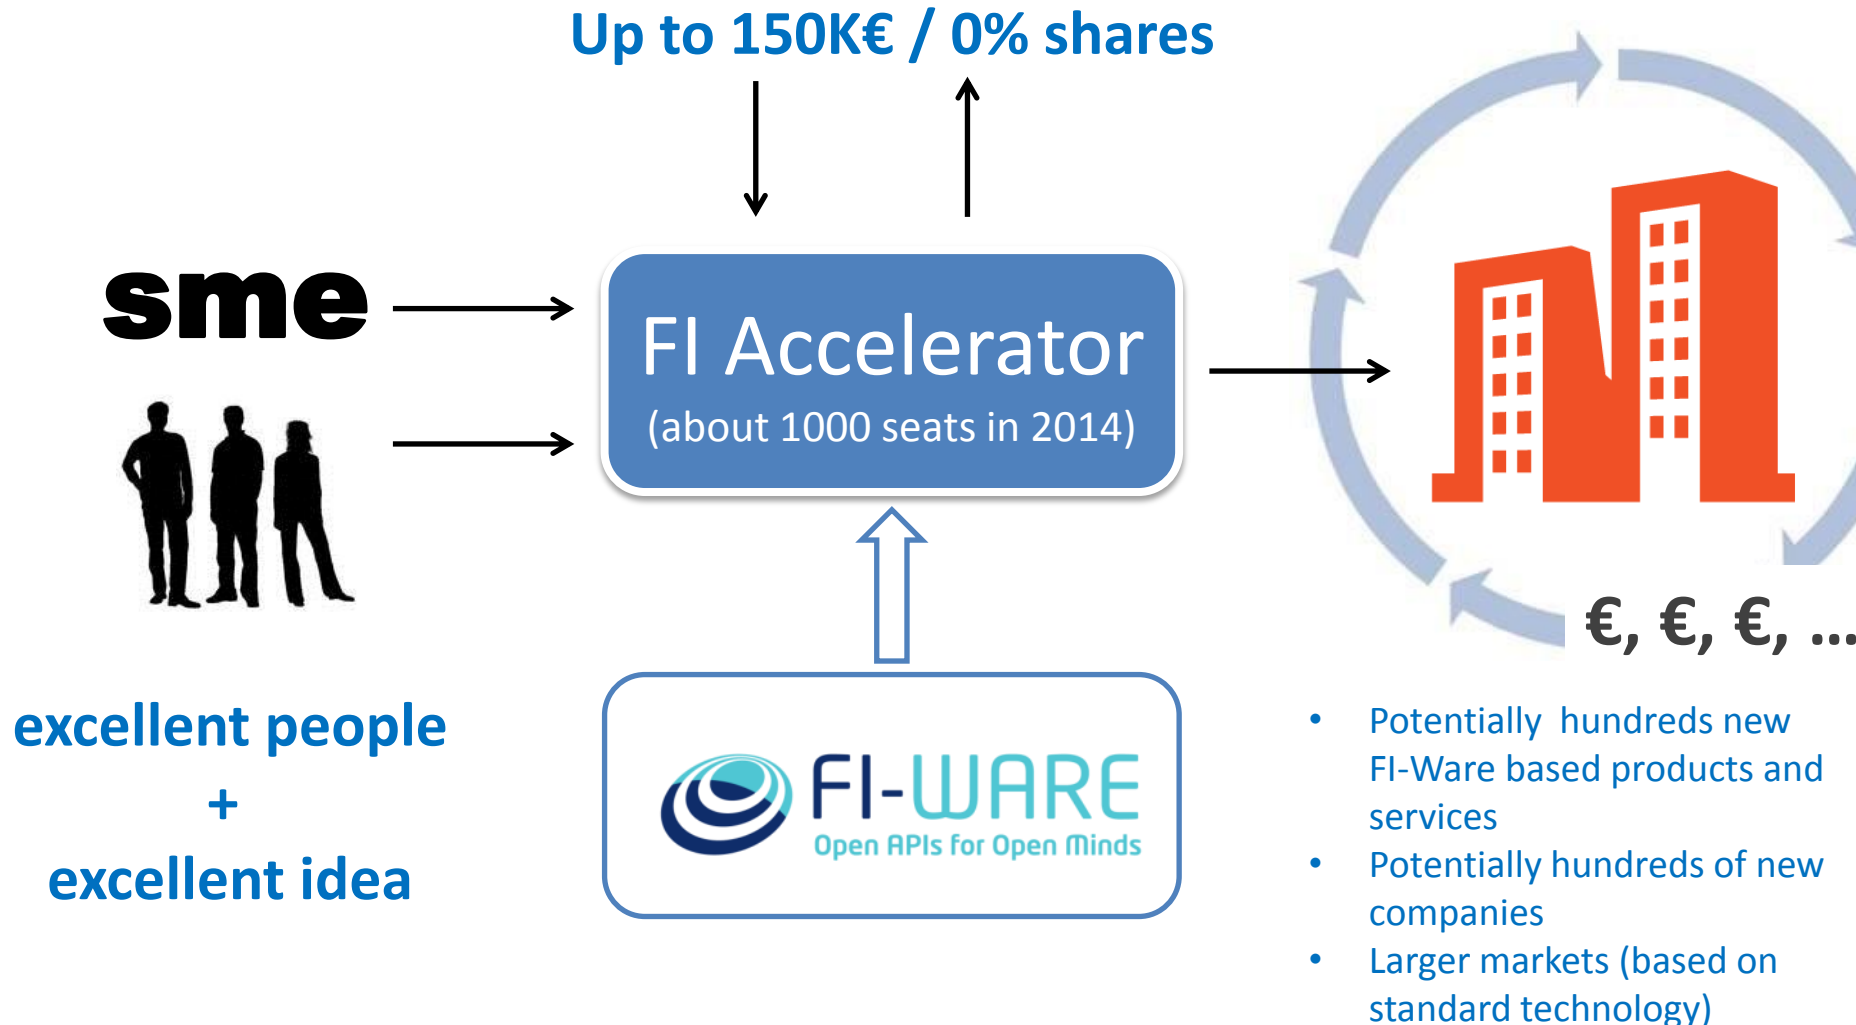 Up to 150K€ / 0% shares
sme
FI Accelerator
(about 1000 seats in 2014)
excellent people
+
excellent idea
FI-WARE
Open APIs for Open Minds
€, €, €, ...
• Potentially hundreds new
FI-Ware based products and
services
• Potentially hundreds of new
companies
• Larger markets (based on
standard technology)